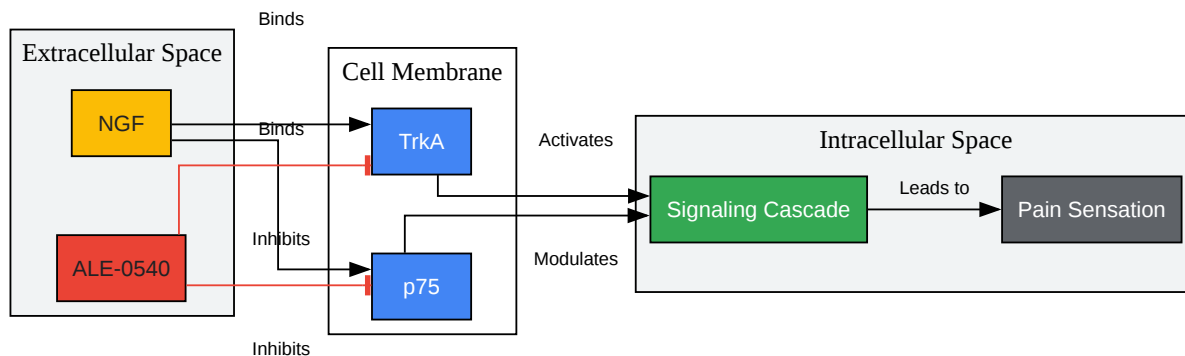 Binds
Extracellular Space
Cell Membrane
NGF
Binds
TrkA
Activates
Intracellular Space
Signaling Cascade
Leads to
Pain Sensation
Inhibits
ALE-0540
p75
Modulates
Inhibits